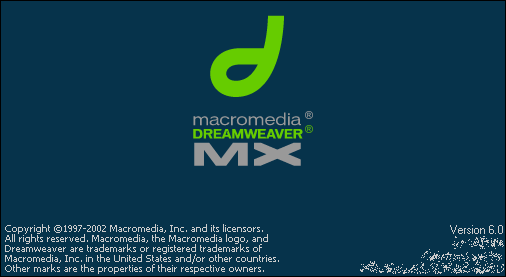 macromedia®
DREAMWEAVER®
MX
Copyright ©1997-2002 Macromedia, Inc. and its licensors.
All rights reserved. Macromedia, the Macromedia logo, and
Dreamweaver are trademarks or registered trademarks of
Macromedia, Inc. in the United States and/or other countries.
Other marks are the properties of their respective owners.
Version 6.0